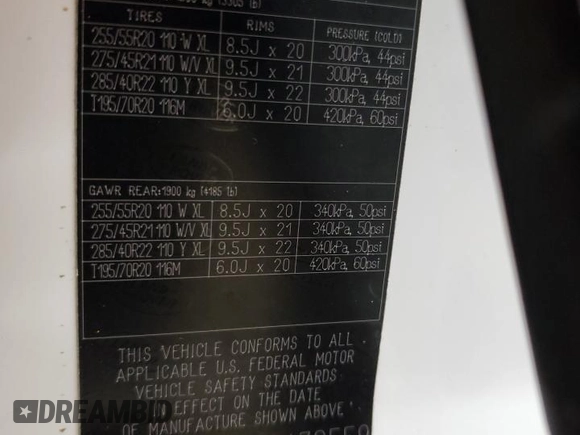 kg (3305 lb)
TIRES RIMS PRESSURE (COLD)
255/55R20 110 W XL 8.5J x 20 300kPa, 44psi
275/45R21 110 W/V XL 9.5J x 21 300kPa, 44psi
285/40R22 110 Y XL 9.5J x 22 300kPa, 44psi
T195/70R20 116M 6.0J x 20 420kPa, 60psi
GAWR REAR:1900 kg (4185 lb)
255/55R20 110 W XL 8.5J x 20 340kPa, 50psi
275/45R21 110 W/V XL 9.5J x 21 340kPa, 50psi
285/40R22 110 Y XL 9.5J x 22 340kPa, 50psi
T195/70R20 116M 6.0J x 20 420kPa, 60psi
THIS VEHICLE CONFORMS TO ALL
APPLICABLE U.S. FEDERAL MOTOR
VEHICLE SAFETY STANDARDS
EFFECT ON THE DATE
OF MANUFACTURE SHOWN ABOVE
DREAMBID